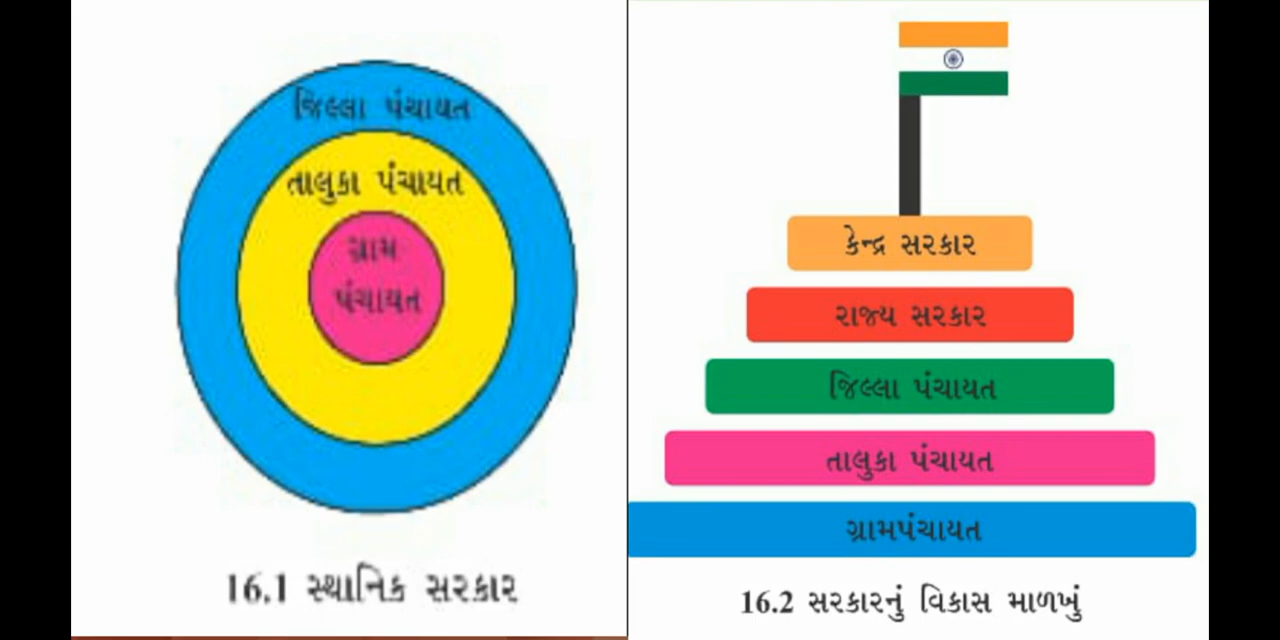 જિલ્લા પંચાયત
તાલુકા પંચાયત
ગ્રામ
પંચાયત
16.1 સ્થાનિક સરકાર
કેન્દ્ર સરકાર
રાજ્ય સરકાર
જિલ્લા પંચાયત
તાલુકા પંચાયત
ગ્રામપંચાયત
16.2 સરકારનું વિકાસ માળખું